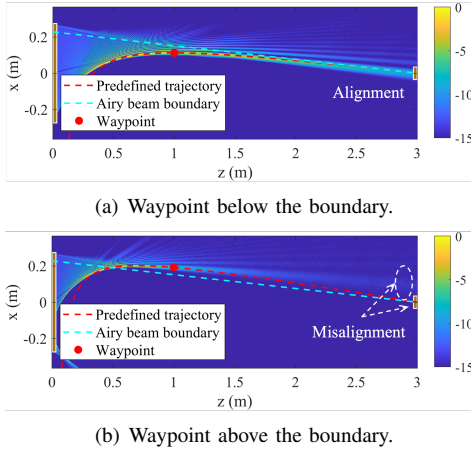 0.2
0
-0.2
x (m)
Predefined trajectory
Airy beam boundary
Waypoint
Alignment
0
0.5
1
1.5
2
2.5
3
z (m)
0
-5
-10
-15
(a) Waypoint below the boundary.
0.2
0
-0.2
x (m)
Predefined trajectory
Airy beam boundary
Waypoint
Misalignment
0
0.5
1
1.5
2
2.5
3
z (m)
0
-5
-10
-15
(b) Waypoint above the boundary.